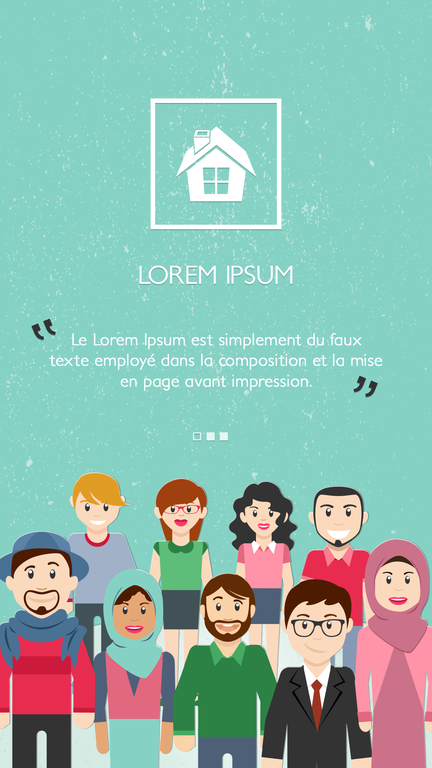 LOREM IPSUM
“
Le Lorem Ipsum est simplement du faux
texte employé dans la composition et la mise
en page avant impression.
”